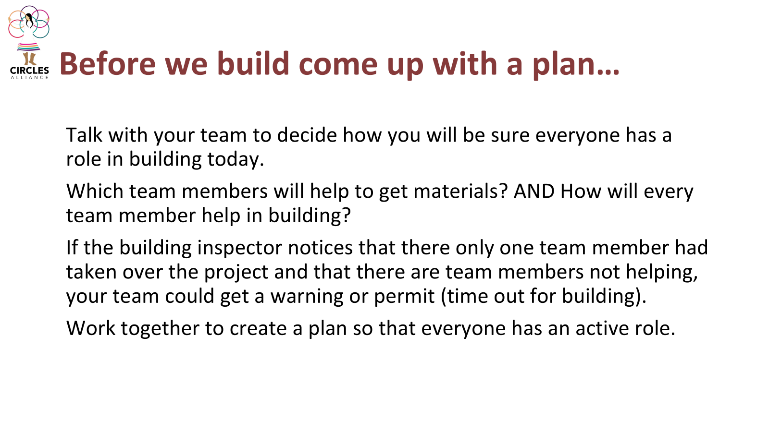 CIRCLES
ALLIANCE
Before we build come up with a plan…
Talk with your team to decide how you will be sure everyone has a
role in building today.
Which team members will help to get materials? AND How will every
team member help in building?
If the building inspector notices that there only one team member had
taken over the project and that there are team members not helping,
your team could get a warning or permit (time out for building).
Work together to create a plan so that everyone has an active role.